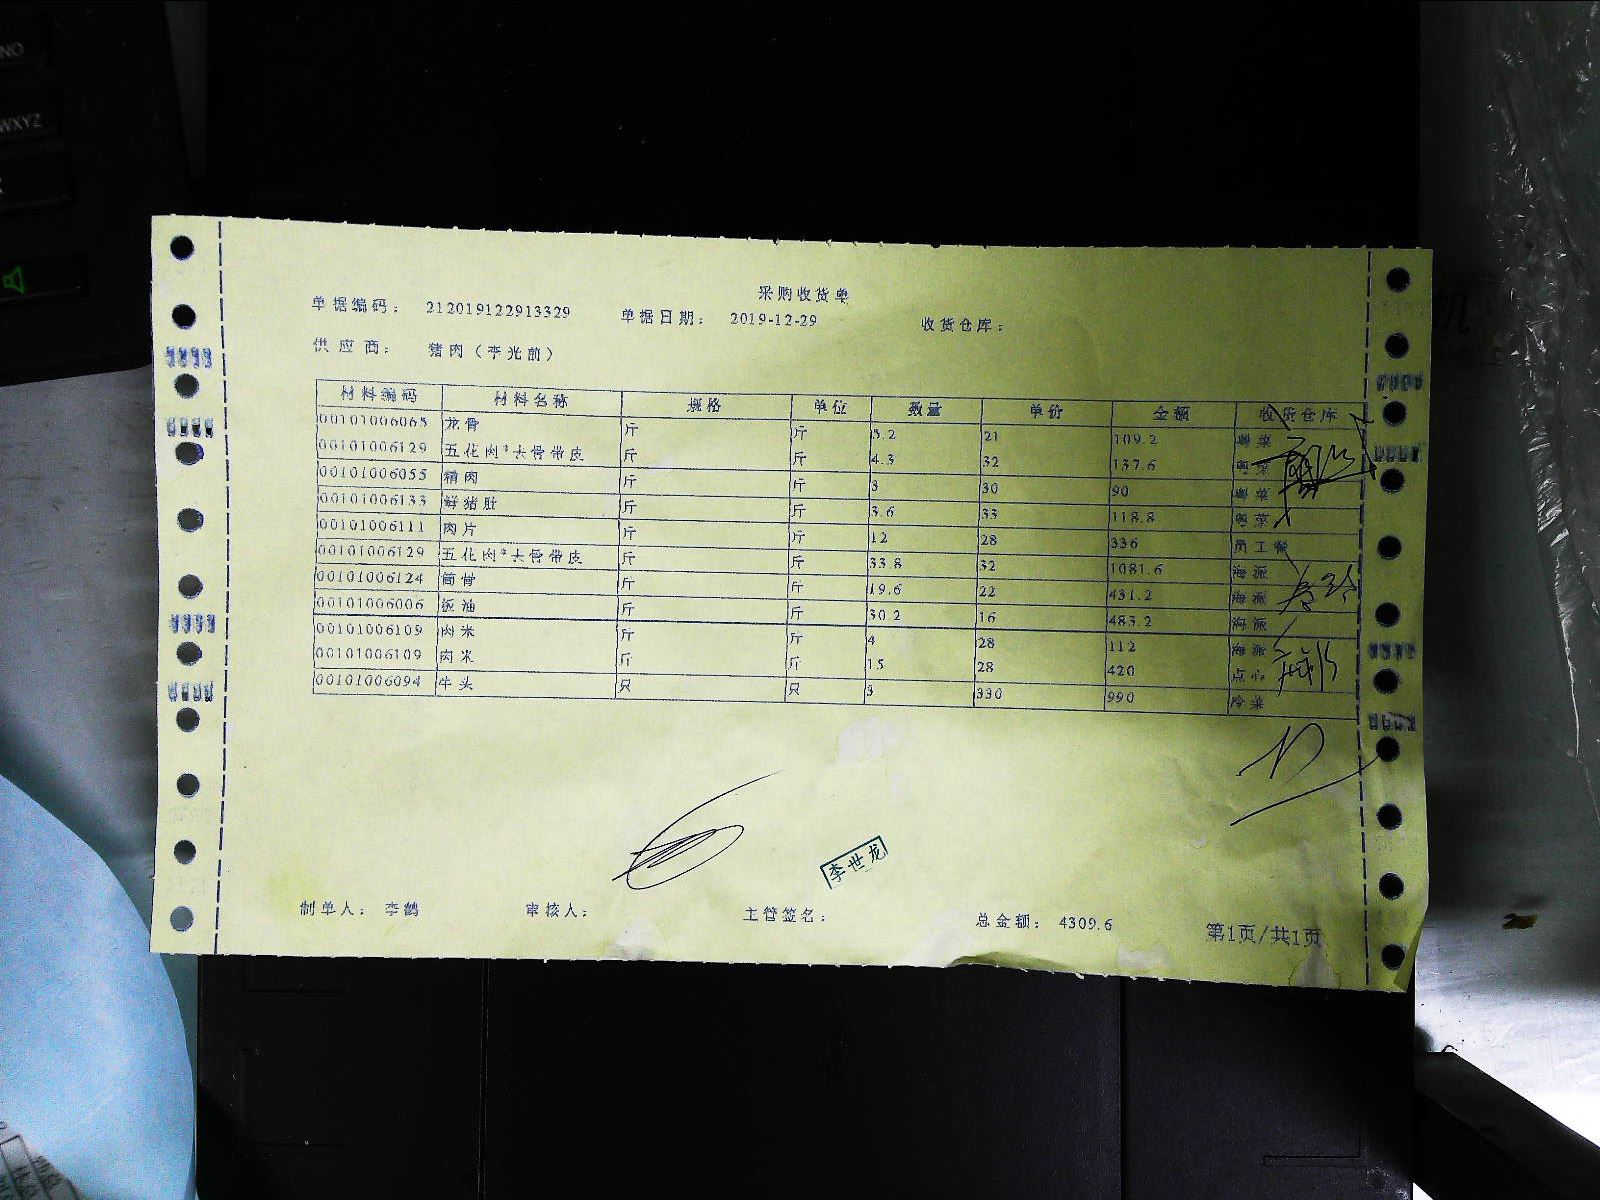 采购收货单
单据编码： 212019122913329 单据日期： 2019-12-29 收货仓库：
供应商： 猪肉（李光前）
材料编码 材料名称 规格 单位 数量 单价 金额 收货仓库
00101006065 龙骨 斤 斤 5.2 21 109.2 粤菜
00101006129 五花肉*去骨带皮 斤 斤 4.3 32 137.6 粤菜
00101006055 精肉 斤 斤 3 30 90 粤菜
00101006133 鲜猪肚 斤 斤 3.6 33 118.8 粤菜
00101006111 肉片 斤 斤 12 28 336 员工餐
00101006129 五花肉*去骨带皮 斤 斤 33.8 32 1081.6 海派
00101006124 筒骨 斤 斤 19.6 22 431.2 海派
00101006006 板油 斤 斤 30.2 16 483.2 海派
00101006109 肉米 斤 斤 4 28 112 海派
00101006109 肉米 斤 斤 15 28 420 点心
00101006094 牛头 只 只 3 330 990 冷菜
李世龙
制单人： 李鹤 审核人： 主管签名： 总金额： 4309.6 第1页/共1页
NO
WXYZ
机